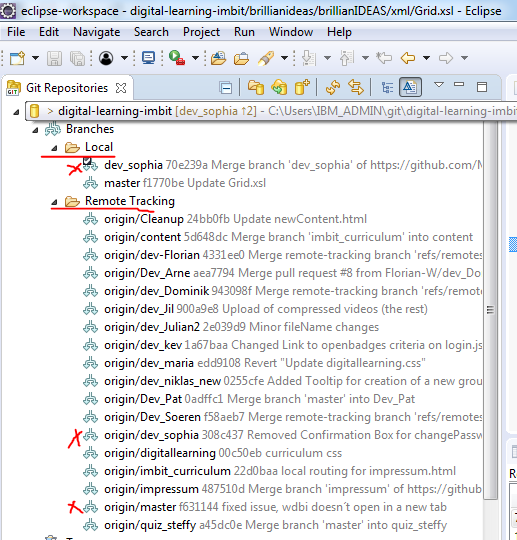 eclipse-workspace - digital-learning-imbit/brillianideas/brillianIDEAS/xml/Grid.xsl - Eclipse
File Edit Navigate Search Project Run Window Help
Git Repositories
> digital-learning-imbit [dev_sophia ↑2] - C:\Users\IBM_ADMIN\git\digital-learning-imbit
Branches
Local
dev_sophia 70e239a Merge branch 'dev_sophia' of https://github.com/M
master f1770be Update Grid.xsl
Remote Tracking
origin/Cleanup 24bb0fb Update newContent.html
origin/content 5d648dc Merge branch 'imbit_curriculum' into content
origin/dev-Florian 4331ee0 Merge remote-tracking branch 'refs/remotes
origin/Dev_Arne aea7794 Merge pull request #8 from Florian-W/dev_Do
origin/Dev_Dominik 943098f Merge remote-tracking branch 'refs/remote
origin/dev_Jil 900a9e8 Upload of compressed videos (the rest)
origin/dev_Julian2 2e039d9 Minor fileName changes
origin/dev_kev 1a67baa Changed Link to openbadges criteria on login.js
origin/dev_maria edd9108 Revert "Update digitallearning.css"
origin/dev_niklas_new 0255cfe Added Tooltip for creation of a new grou
origin/Dev_Pat 0adffc1 Merge branch 'master' into Dev_Pat
origin/Dev_Soeren f58aeb7 Merge remote-tracking branch 'refs/remotes
origin/dev_sophia 308c437 Removed Confirmation Box for changePassw
origin/digitallearning 00c50eb curriculum css
origin/imbit_curriculum 22d0baa local routing for impressum.html
origin/impressum 487510d Merge branch 'impressum' of https://github
origin/master f631144 fixed issue, wdbi doesn´t open in a new tab
origin/quiz_steffy a45dc0e Merge branch 'master' into quiz_steffy